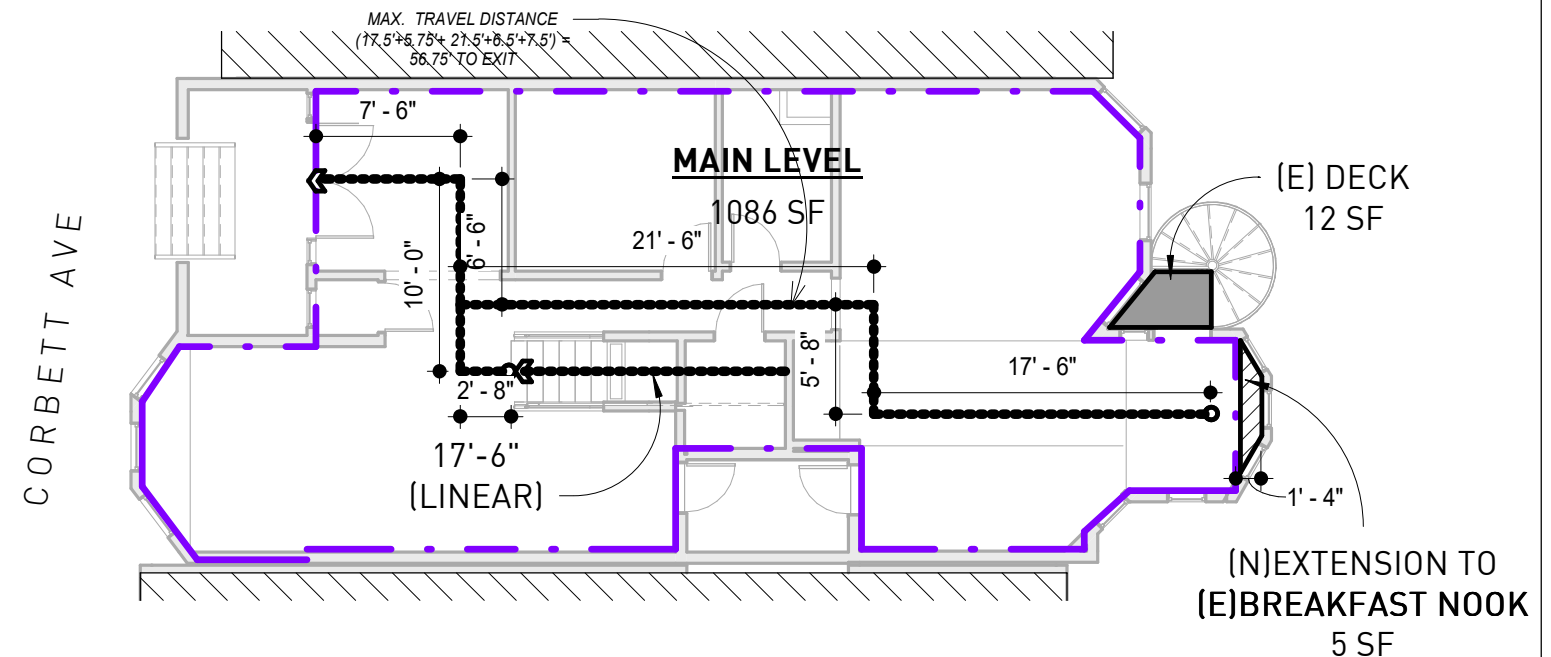 MAX. TRAVEL DISTANCE
(17.5'+5.75'+ 21.5'+6.5'+7.5') =
56.75' TO EXIT
7' - 6"
MAIN LEVEL
1086 SF
(E) DECK
12 SF
CORBETT AVE
10' - 0"
6' - 6"
21' - 6"
5' - 8"
17' - 6"
2' - 8"
17'-6"
(LINEAR)
1' - 4"
(N)EXTENSION TO
(E)BREAKFAST NOOK
5 SF